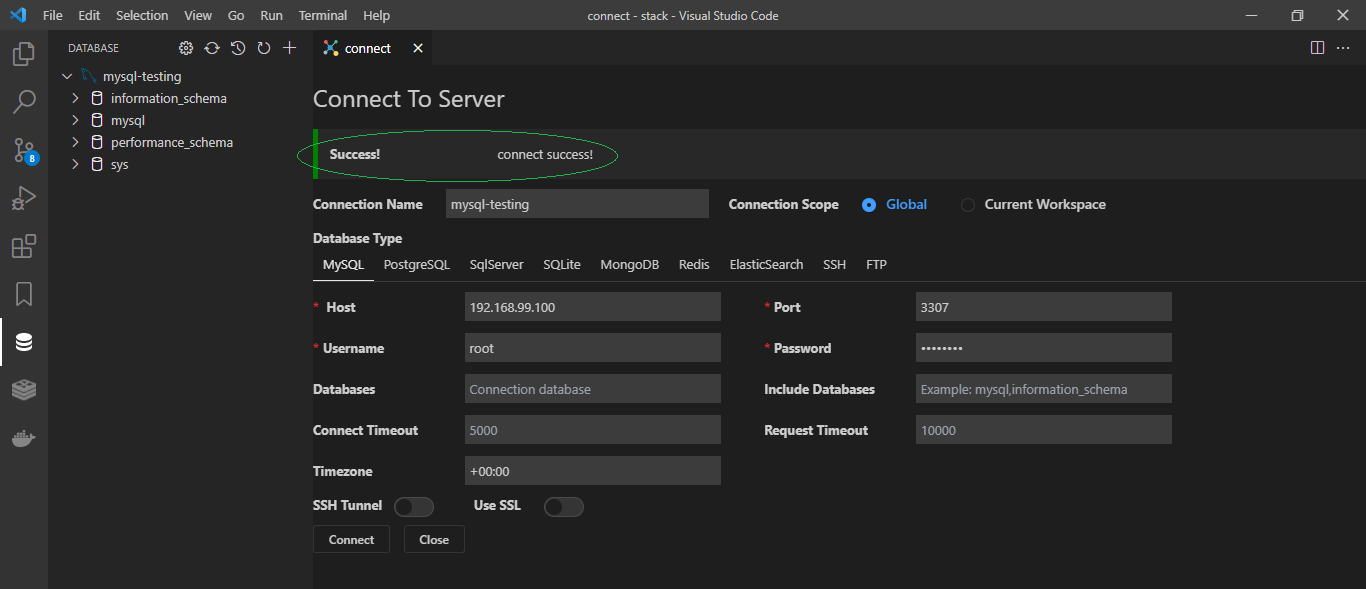 File Edit Selection View Go Run Terminal Help connect - stack - Visual Studio Code
DATABASE
connect
mysql-testing
information_schema
mysql
performance_schema
sys
8
Connect To Server
Success! connect success!
Connection Name mysql-testing Connection Scope Global Current Workspace
Database Type
MySQL PostgreSQL SqlServer SQLite MongoDB Redis ElasticSearch SSH FTP
* Host 192.168.99.100 * Port 3307
* Username root * Password ••••••••
Databases Connection database Include Databases Example: mysql,information_schema
Connect Timeout 5000 Request Timeout 10000
Timezone +00:00
SSH Tunnel Use SSL
Connect Close